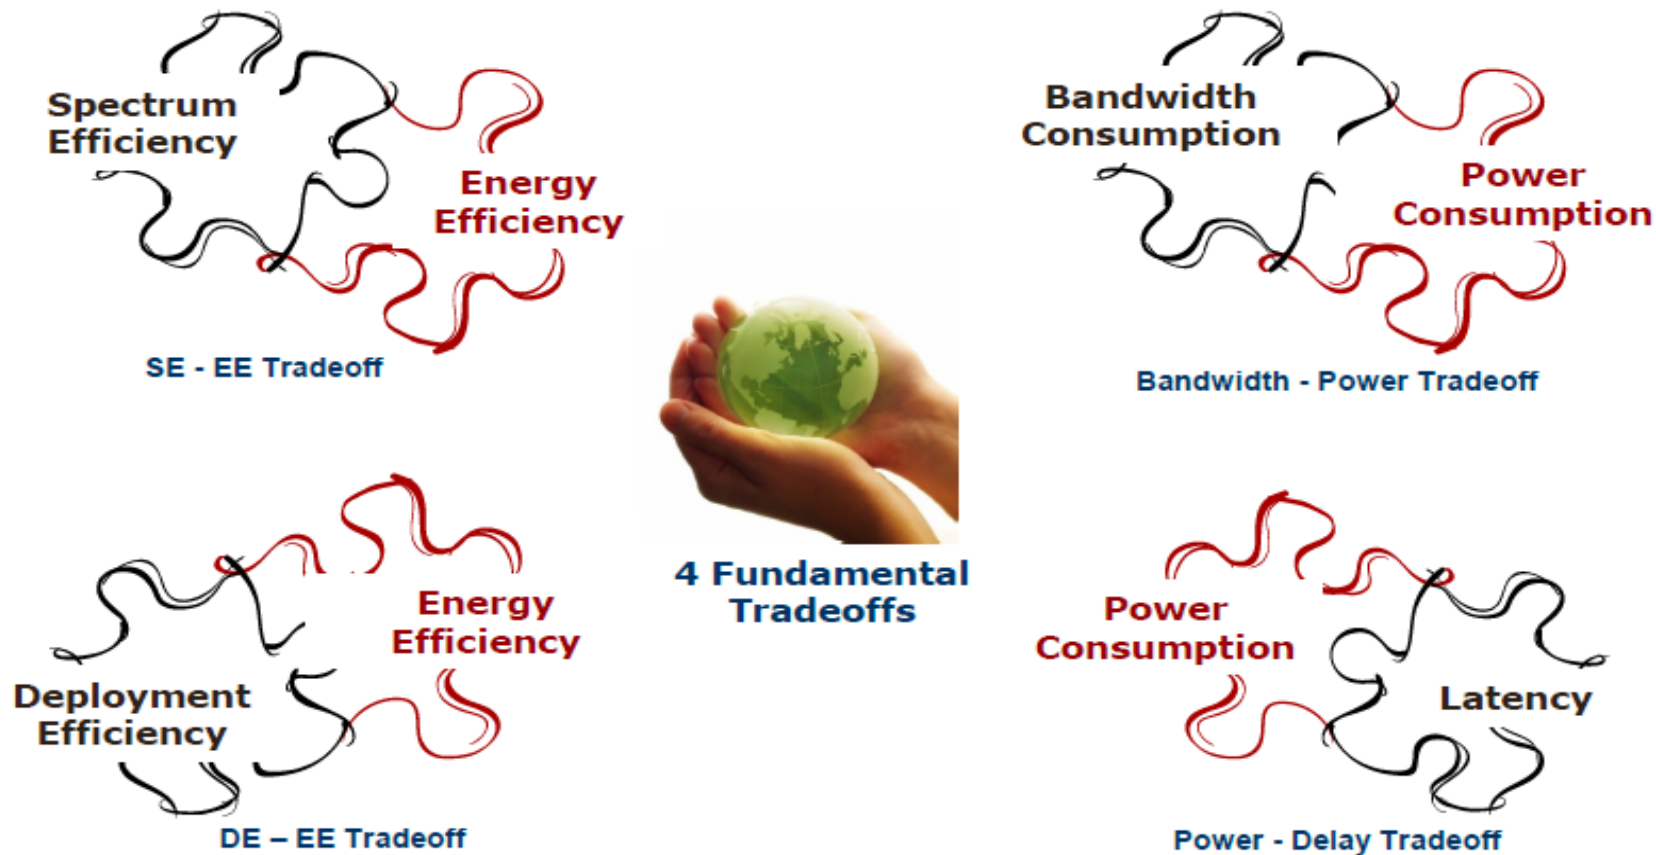 Spectrum
Efficiency
Energy
Efficiency
SE - EE Tradeoff
Bandwidth
Consumption
Power
Consumption
Bandwidth - Power Tradeoff
4 Fundamental
Tradeoffs
Energy
Efficiency
Deployment
Efficiency
DE – EE Tradeoff
Power
Consumption
Latency
Power - Delay Tradeoff